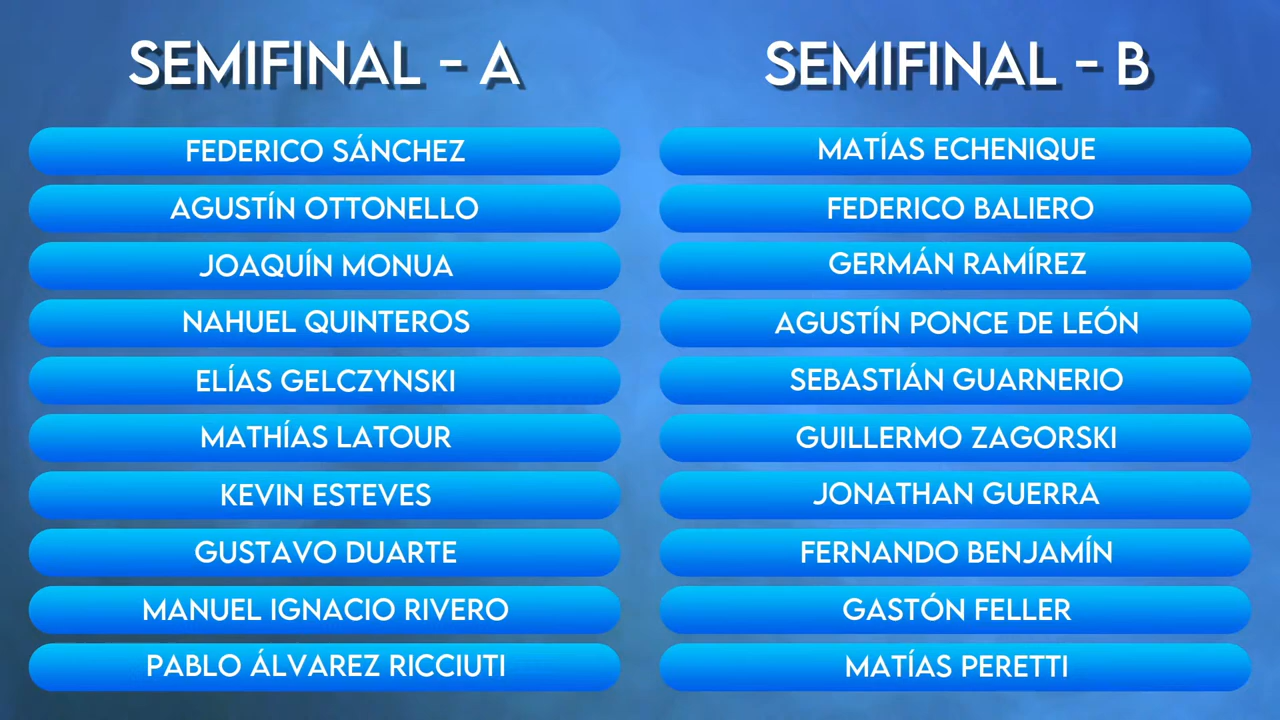 SEMIFINAL - A
FEDERICO SÁNCHEZ
AGUSTÍN OTTONELLO
JOAQUÍN MONUA
NAHUEL QUINTEROS
ELÍAS GELCZYNSKI
MATHÍAS LATOUR
KEVIN ESTEVES
GUSTAVO DUARTE
MANUEL IGNACIO RIVERO
PABLO ÁLVAREZ RICCIUTI
SEMIFINAL - B
MATÍAS ECHENIQUE
FEDERICO BALIERO
GERMÁN RAMÍREZ
AGUSTÍN PONCE DE LEÓN
SEBASTIÁN GUARNERIO
GUILLERMO ZAGORSKI
JONATHAN GUERRA
FERNANDO BENJAMÍN
GASTÓN FELLER
MATÍAS PERETTI